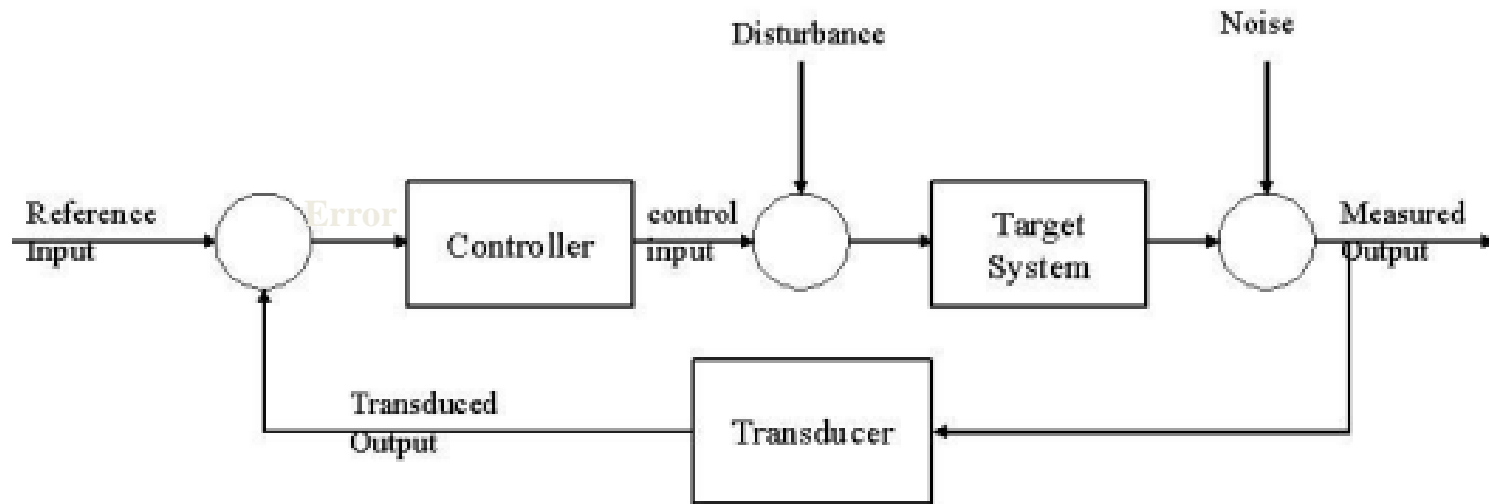 Disturbance
Noise
Reference
Input
Error
Controller
control
input
Target
System
Measured
Output
Transduced
Output
Transducer